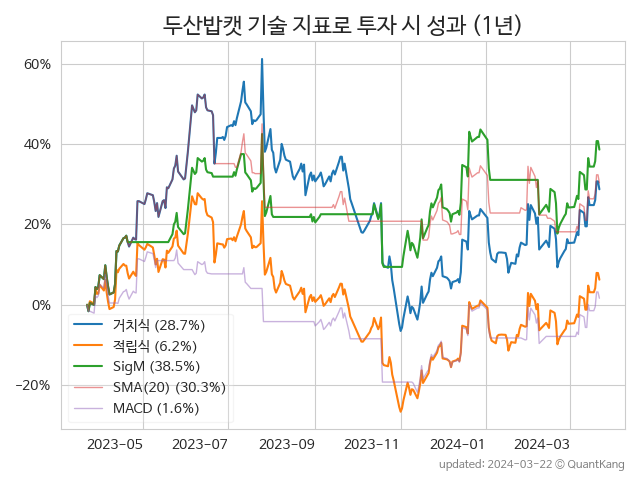 두산밥캣 기술 지표로 투자 시 성과 (1년)
60%
40%
20%
0%
−20%
거치식 (28.7%)
적립식 (6.2%)
SigM (38.5%)
SMA(20) (30.3%)
MACD (1.6%)
2023−05
2023−07
2023−09
2023−11
2024−01
2024−03
updated: 2024-03-22 © QuantKang